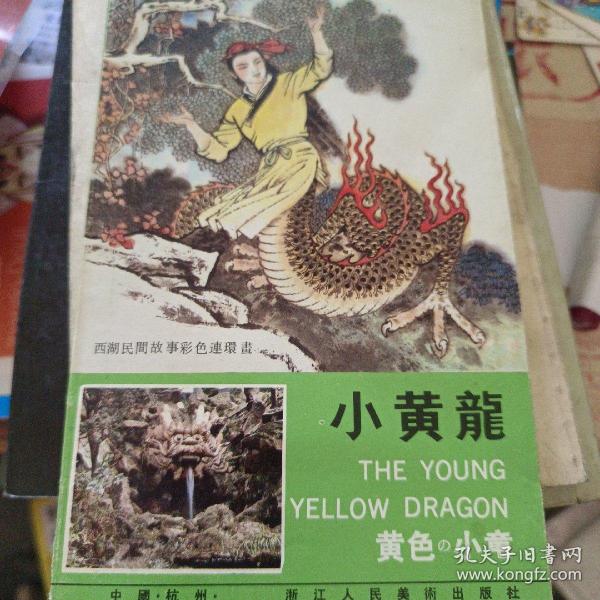 西湖民間故事彩色連環畫
小黄龍
THE YOUNG
YELLOW DRAGON
黄色の小竜
中國·杭州· 浙江人民美術出版社
孔夫子旧书网
kongfz.com